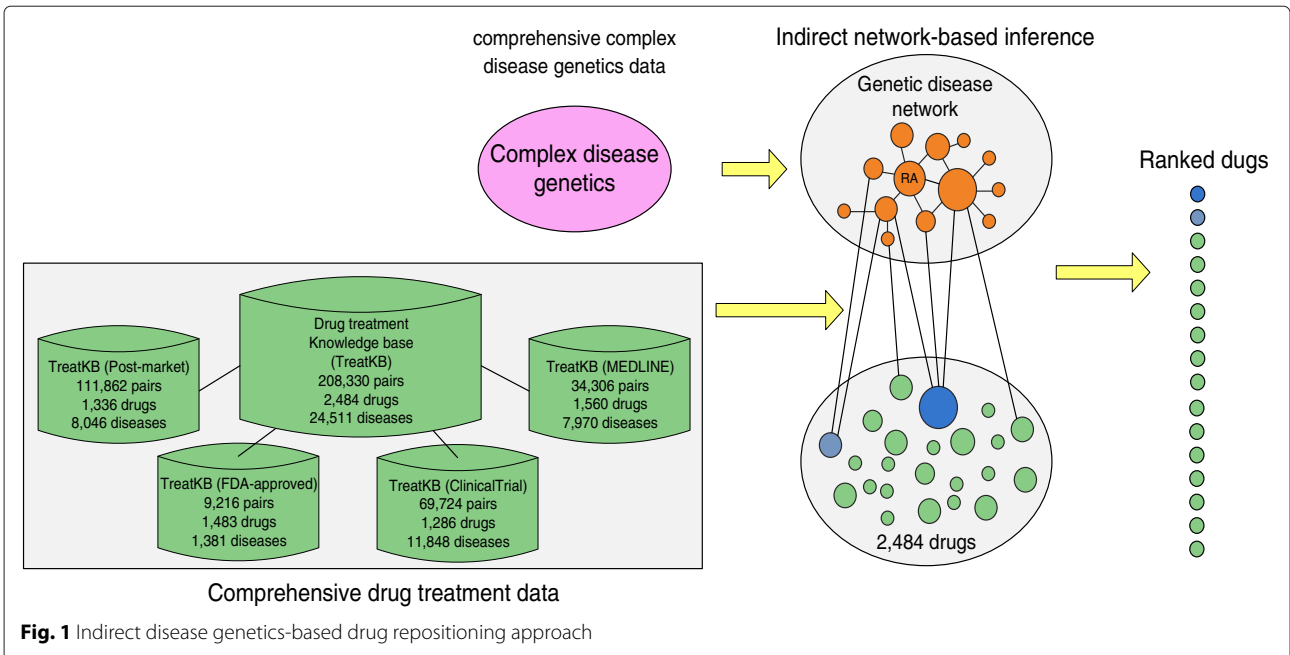 comprehensive complex
disease genetics data
Complex disease
genetics
Indirect network-based inference
Genetic disease
network
RA
Ranked dugs
Drug treatment
Knowledge base
(TreatKB)
208,330 pairs
2,484 drugs
24,511 diseases
TreatKB (Post-market)
111,862 pairs
1,336 drugs
8,046 diseases
TreatKB (MEDLINE)
34,306 pairs
1,560 drugs
7,970 diseases
TreatKB (FDA-approved)
9,216 pairs
1,483 drugs
1,381 diseases
TreatKB (ClinicalTrial)
69,724 pairs
1,286 drugs
11,848 diseases
2,484 drugs
Comprehensive drug treatment data
Fig. 1 Indirect disease genetics-based drug repositioning approach